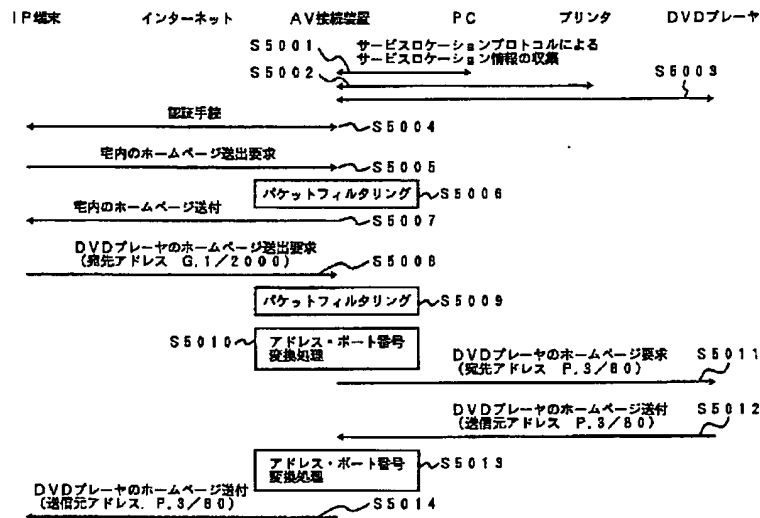 IP端末 インターネット AV接続装置 PC プリンタ DVDプレーヤ
S5001 サービスロケーションプロトコルによる
サービスロケーション情報の収集
S5002
S5003
認証手続
S5004
宅内のホームページ送出要求
S5005
パケットフィルタリング S5006
宅内のホームページ送付
S5007
DVDプレーヤのホームページ送出要求
(宛先アドレス G.1/2000)
S5008
パケットフィルタリング S5009
S5010 アドレス・ポート番号
変換処理
DVDプレーヤのホームページ要求 S5011
(宛先アドレス P.3/80)
DVDプレーヤのホームページ送付 S5012
(送信元アドレス P.3/80)
アドレス・ポート番号 S5013
変換処理
DVDプレーヤのホームページ送付
(送信元アドレス. P.3/80)
S5014